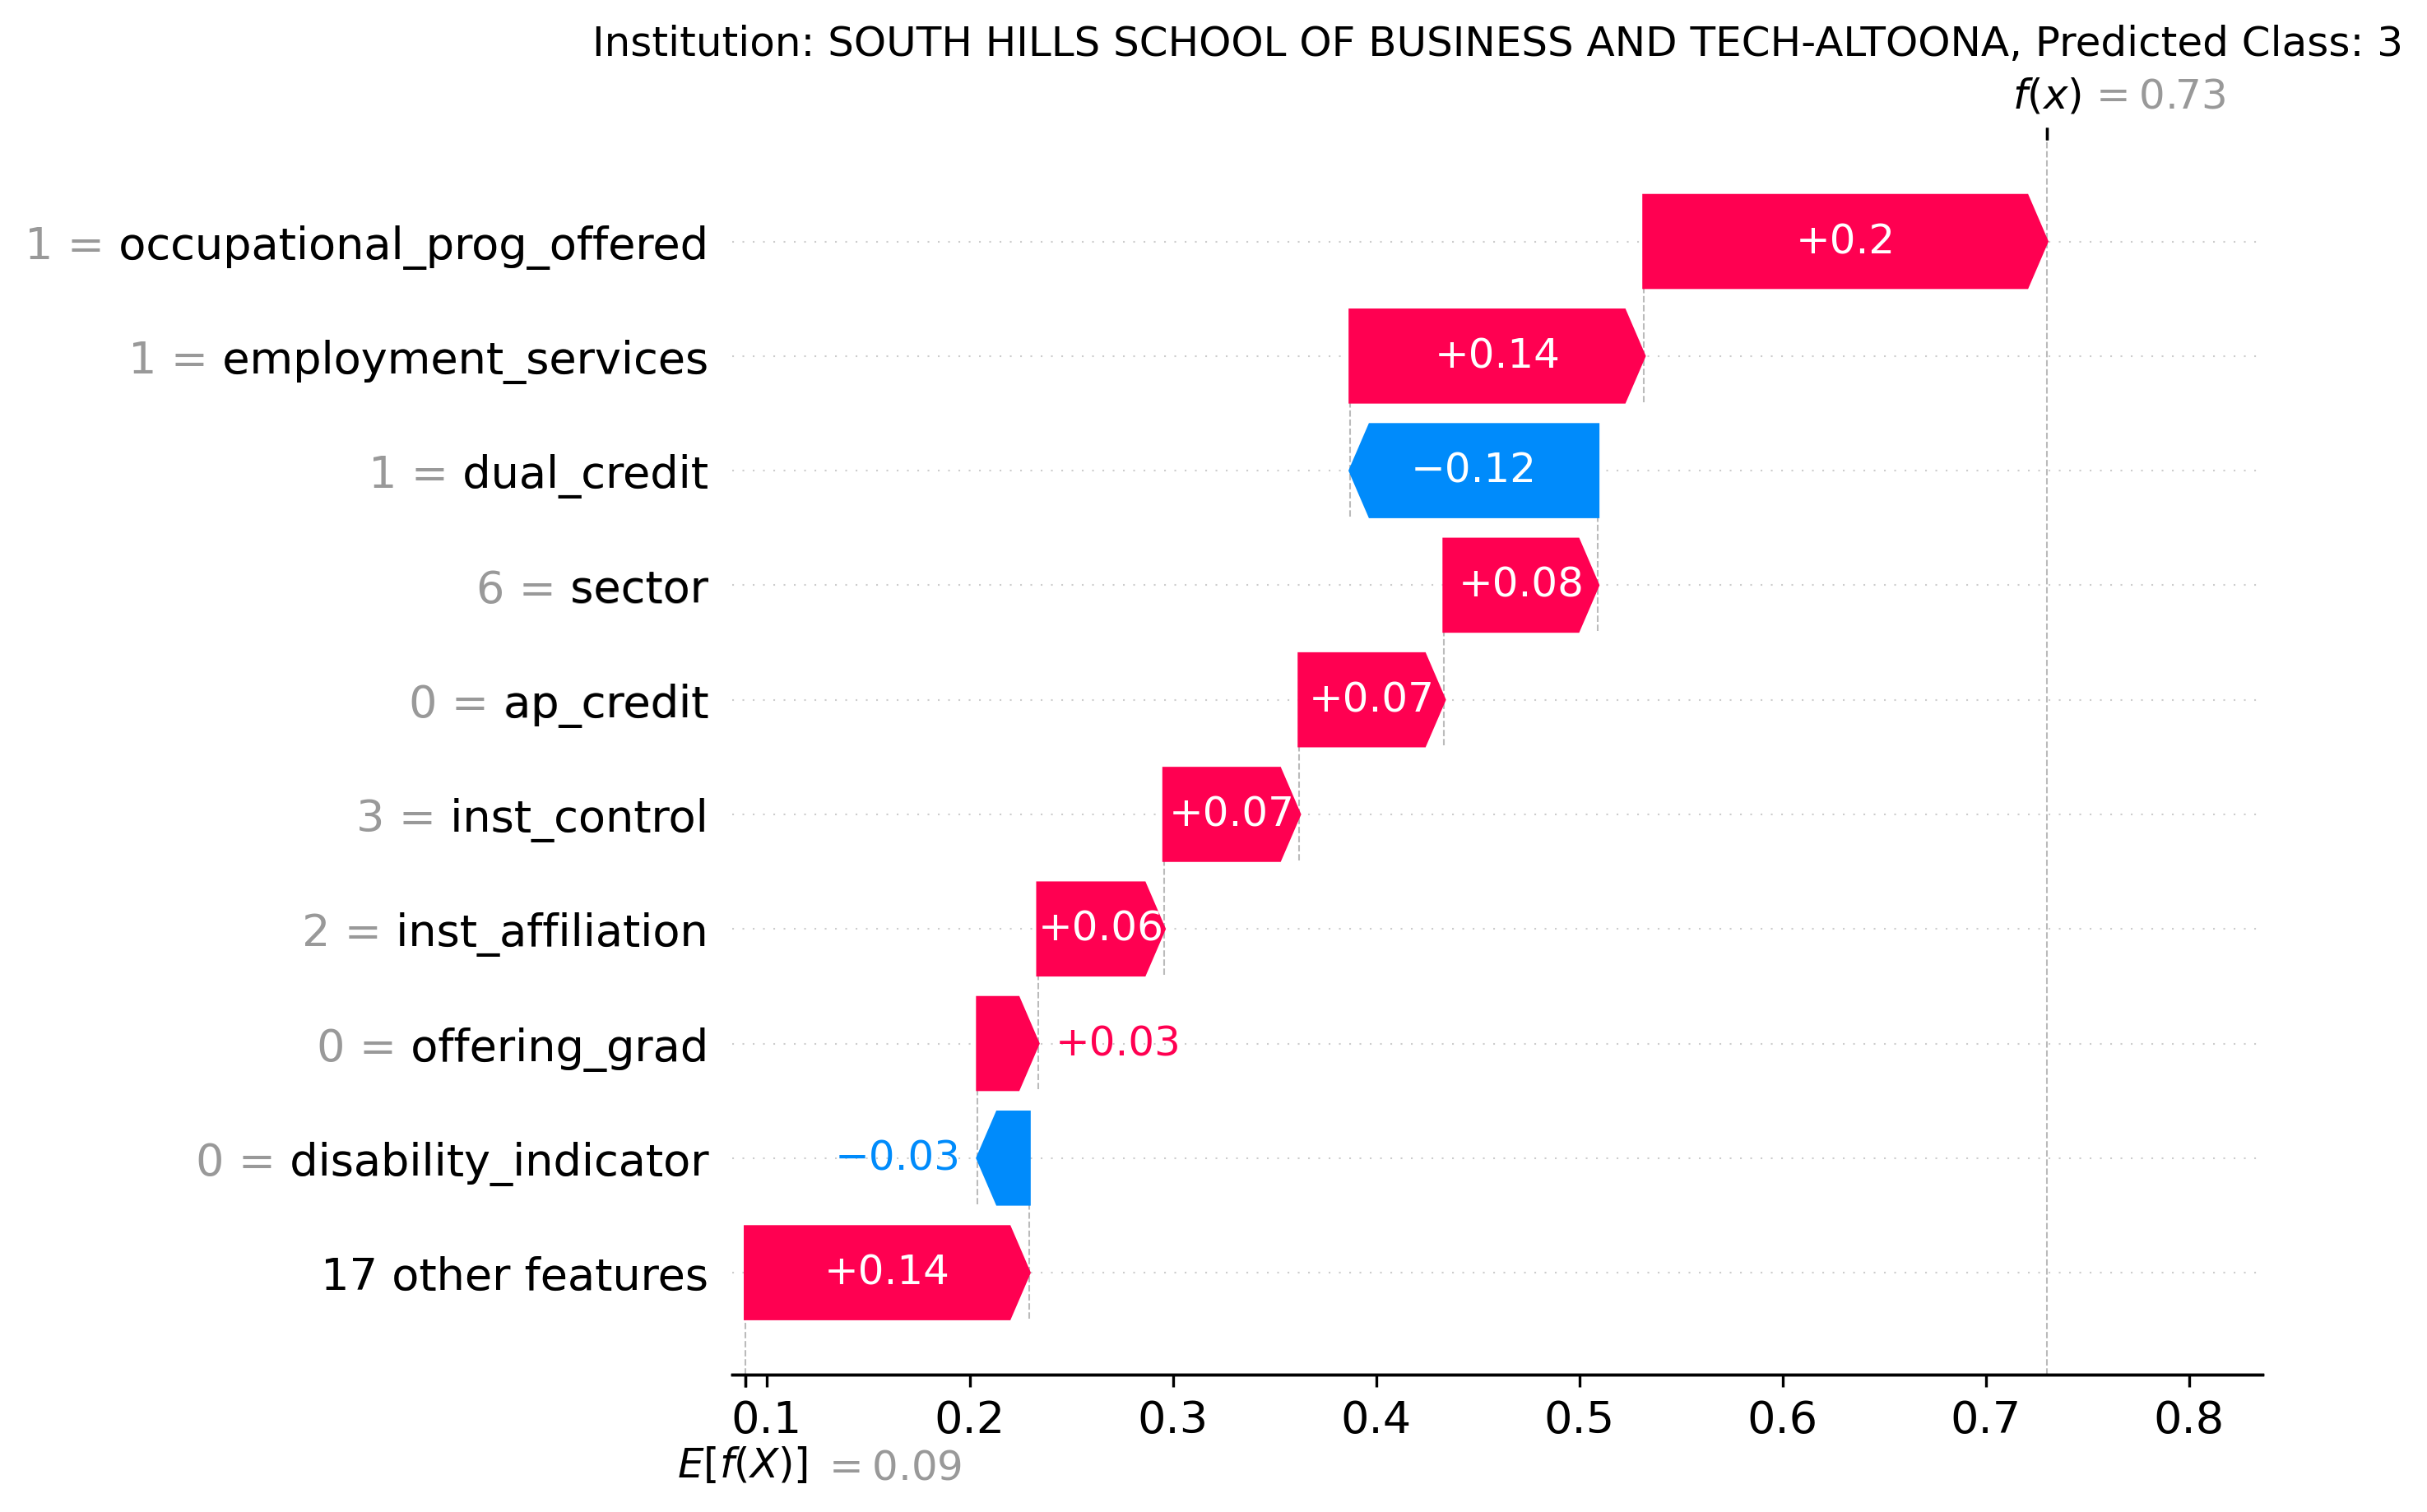 Institution: SOUTH HILLS SCHOOL OF BUSINESS AND TECH-ALTOONA, Predicted Class: 3
f(x) = 0.73
1 = occupational_prog_offered +0.2
1 = employment_services +0.14
1 = dual_credit −0.12
6 = sector +0.08
0 = ap_credit +0.07
3 = inst_control +0.07
2 = inst_affiliation +0.06
0 = offering_grad +0.03
0 = disability_indicator −0.03
17 other features +0.14
0.1 0.2 0.3 0.4 0.5 0.6 0.7 0.8
E[f(X)] = 0.09